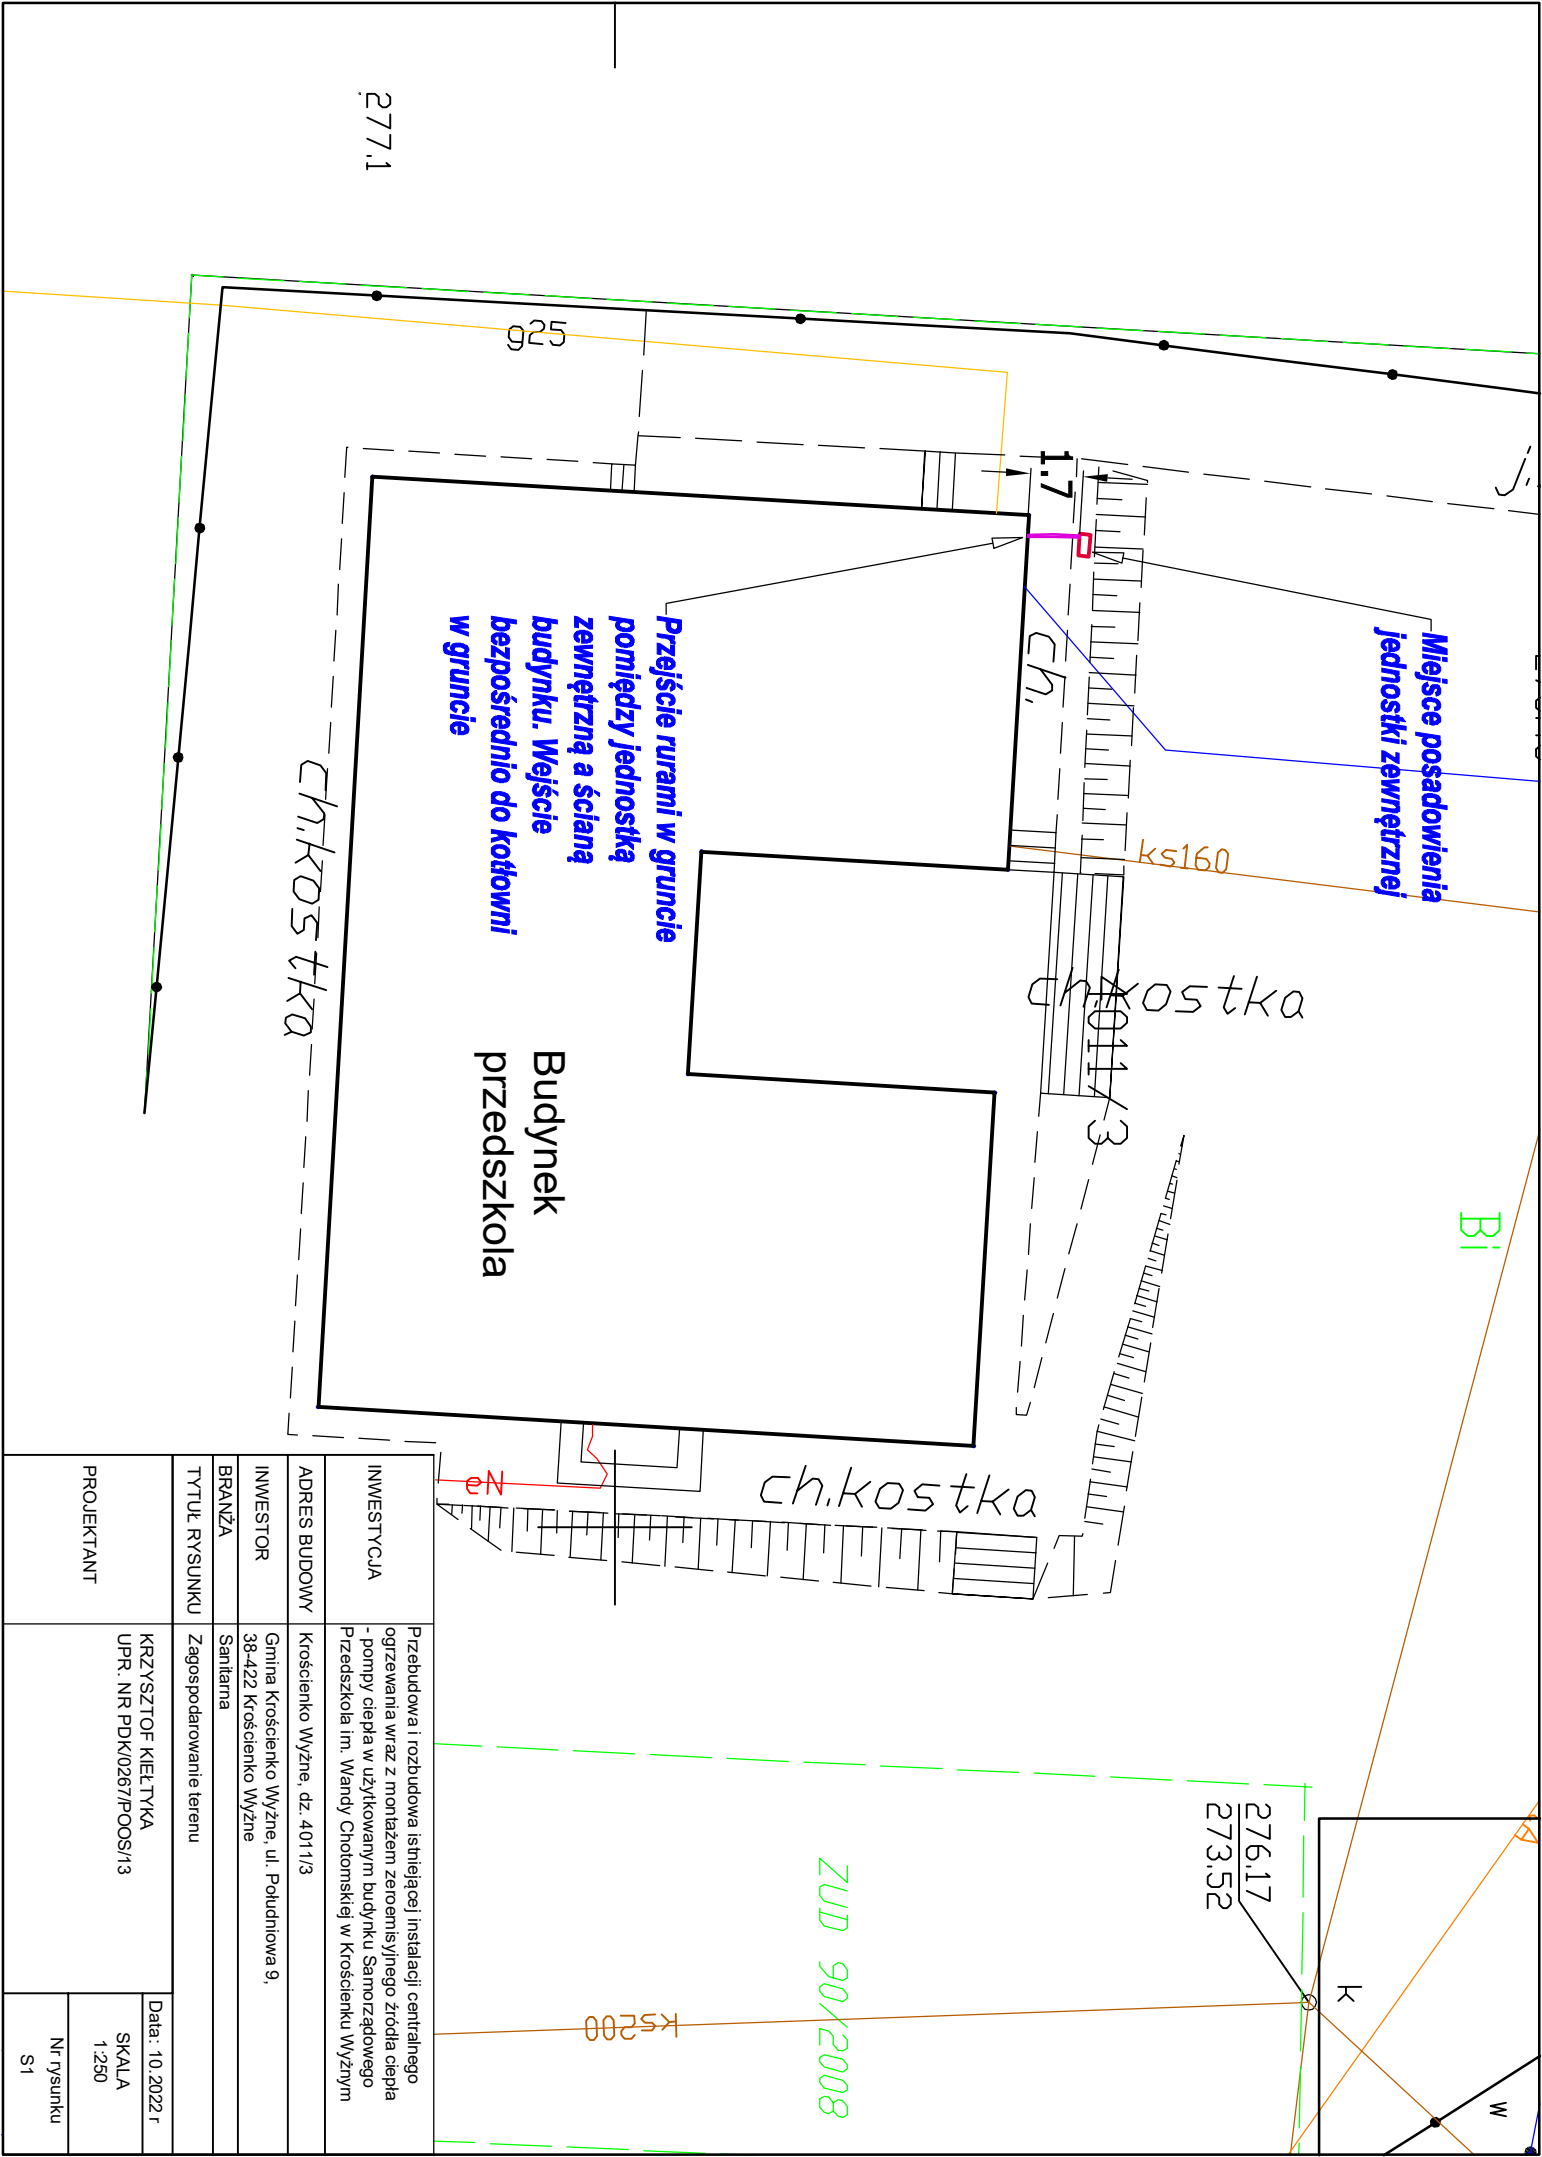 277.1
g25
1.7
Miejsce posadowienia
jednostki zewnętrznej
Przejście rurami w gruncie
pomiędzy jednostką
zewnętrzną a ścianą
budynku. Wejście
bezpośrednio do kotłowni
w gruncie
ch.
ks160
ch.kostka
4011/3
ch.kostka
Budynek
przedszkola
Bi
ch.kostka
eN
276.17
273.52
k
w
ZUD 90/2008
ks200
INWESTYCJA
Przebudowa i rozbudowa istniejącej instalacji centralnego
ogrzewania wraz z montażem zeroemisyjnego źródła ciepła
- pompy ciepła w użytkowanym budynku Samorządowego
Przedszkola im. Wandy Chotomskiej w Krościenku Wyżnym
ADRES BUDOWY
Krościenko Wyżne, dz. 4011/3
INWESTOR
Gmina Krościenko Wyżne, ul. Południowa 9,
38-422 Krościenko Wyżne
BRANŻA
Sanitarna
TYTUŁ RYSUNKU
Zagospodarowanie terenu
PROJEKTANT
KRZYSZTOF KIEŁTYKA
UPR. NR PDK/0267/POOS/13
Data: 10.2022 r
SKALA
1:250
Nr rysunku
S1